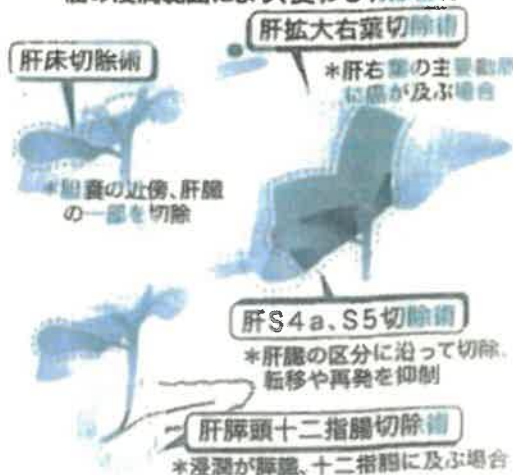 肝拡大右葉切除術
肝床切除術
*肝右葉の主要動脈
に癌が及ぶ場合
*胆嚢の近傍、肝臓
の一部を切除
肝S4a、S5切除術
*肝臓の区分に沿って切除、
転移や再発を抑制
肝膵頭十二指腸切除術
*浸潤が膵臓、十二指腸に及ぶ場合